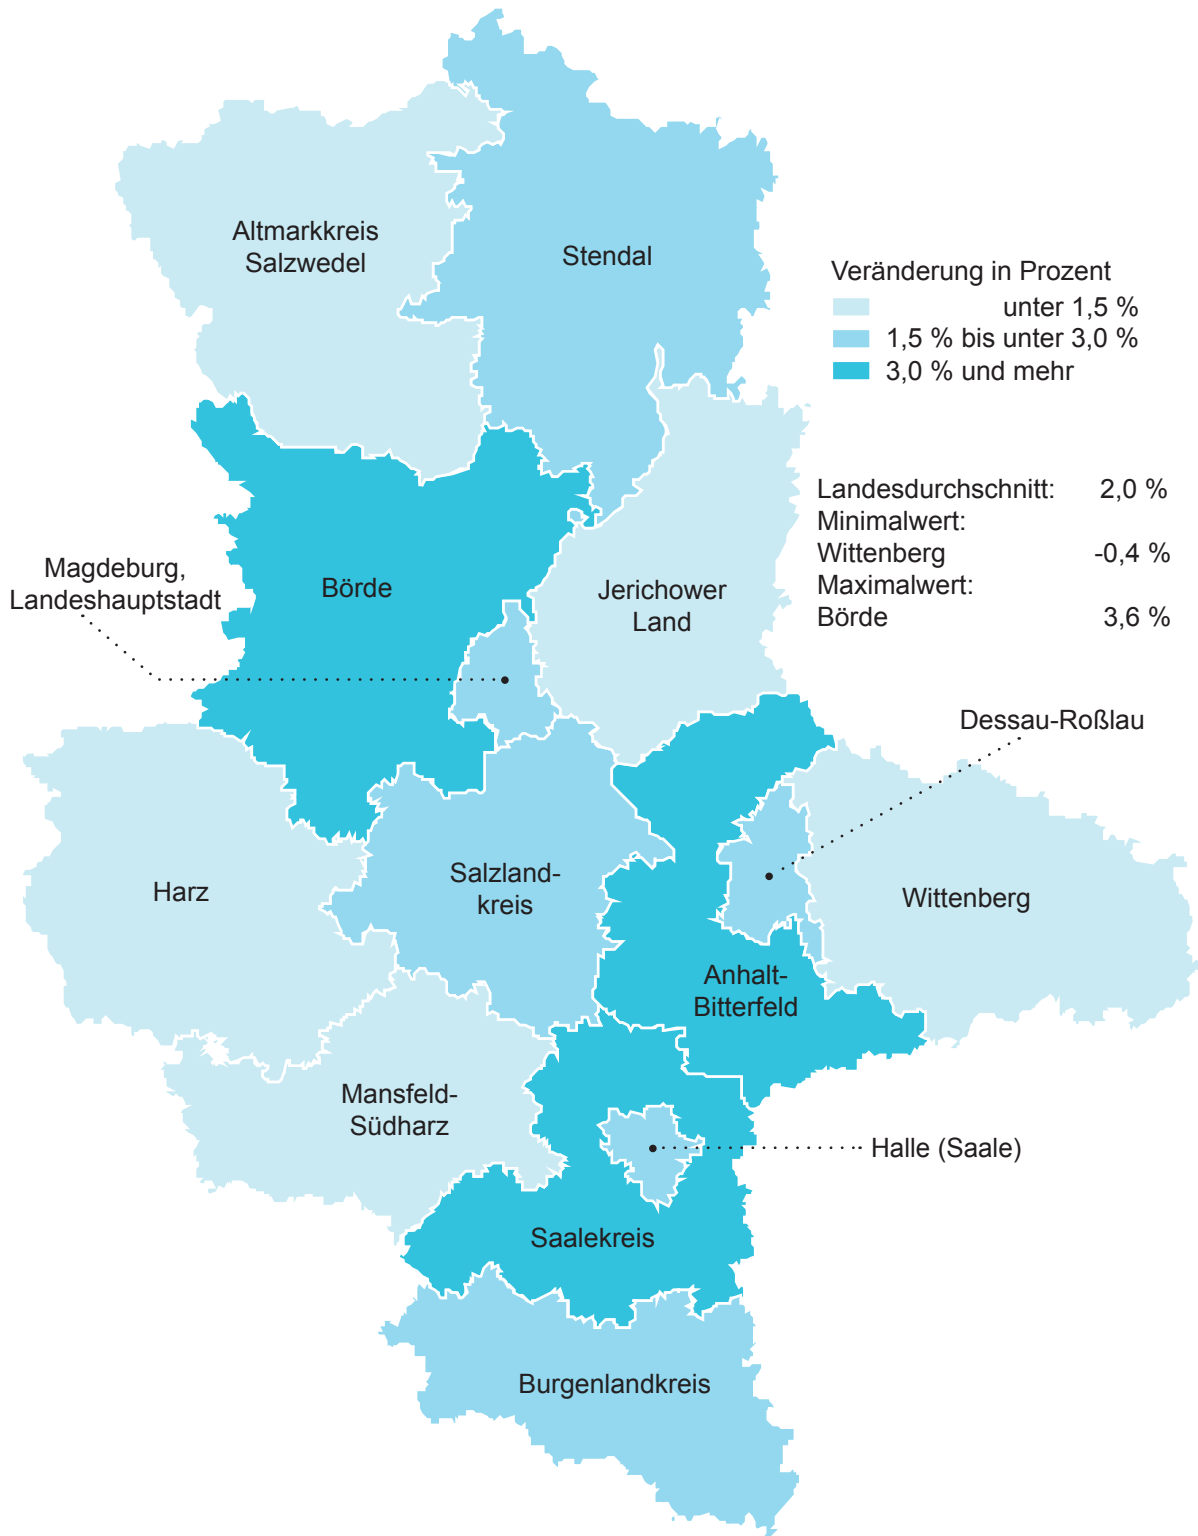 Altmarkkreis
Salzwedel
Stendal
Veränderung in Prozent
unter 1,5 %
1,5 % bis unter 3,0 %
3,0 % und mehr
Landesdurchschnitt: 2,0 %
Minimalwert:
Wittenberg -0,4 %
Maximalwert:
Börde 3,6 %
Magdeburg,
Landeshauptstadt
Börde
Jerichower
Land
Dessau-Roßlau
Harz
Salzland-
kreis
Wittenberg
Anhalt-
Bitterfeld
Mansfeld-
Südharz
Halle (Saale)
Saalekreis
Burgenlandkreis